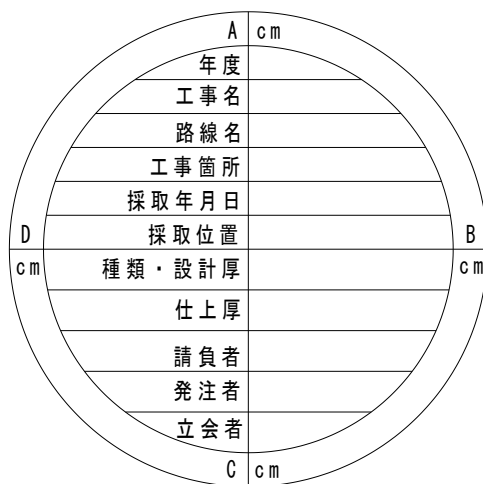 A cm
年度
工事名
路線名
工事箇所
採取年月日
D 採取位置 B
cm 種類・設計厚 cm
仕上厚
請負者
発注者
立会者
C cm